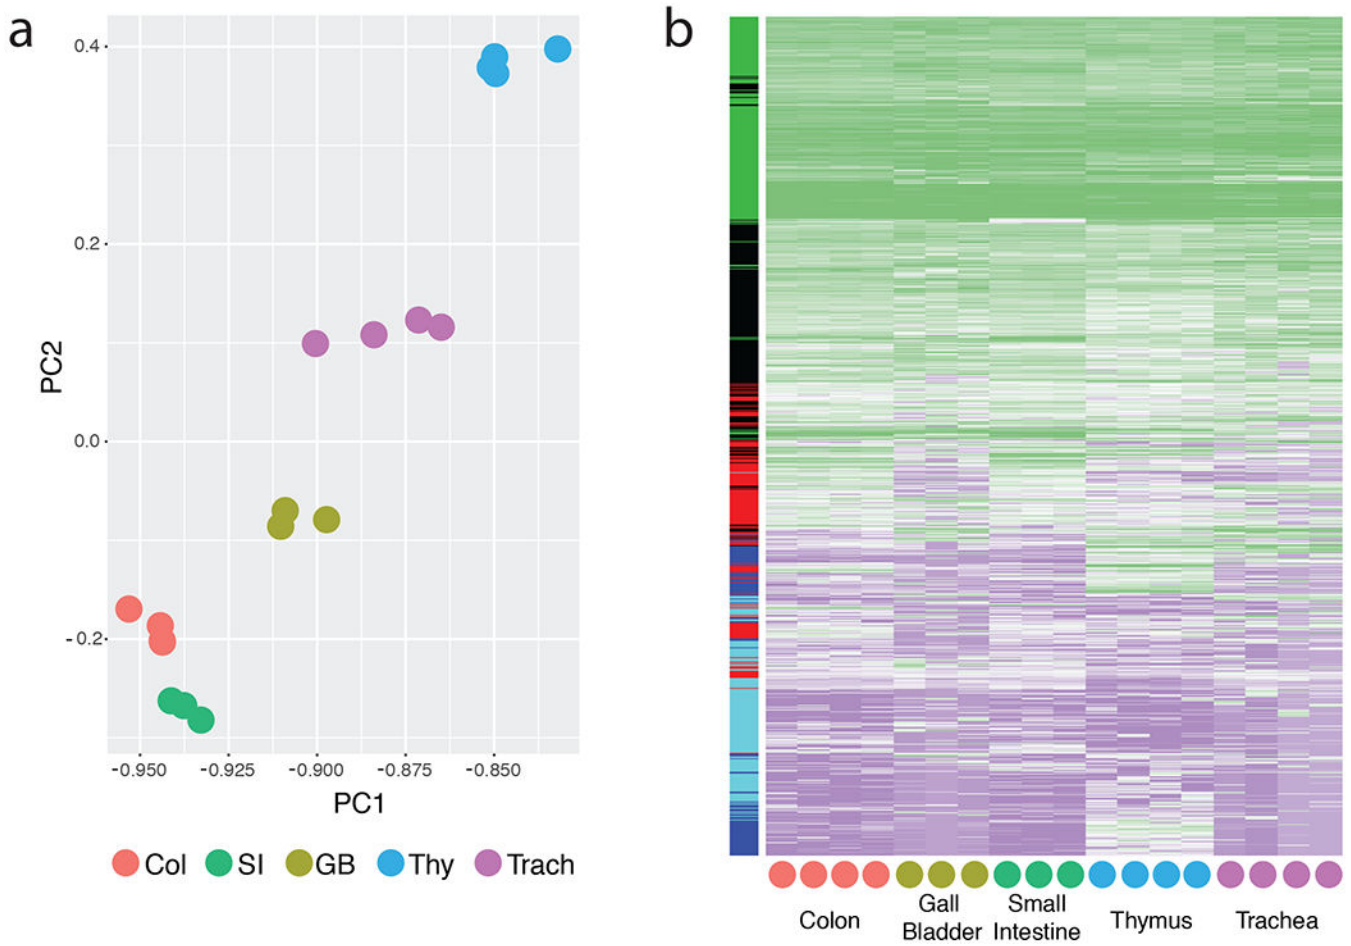 a
0.4
0.2
0.0
-0.2
PC2
-0.950 -0.925 -0.900 -0.875 -0.850
PC1
Col SI GB Thy Trach
b
Colon Gall Bladder Small Intestine Thymus Trachea